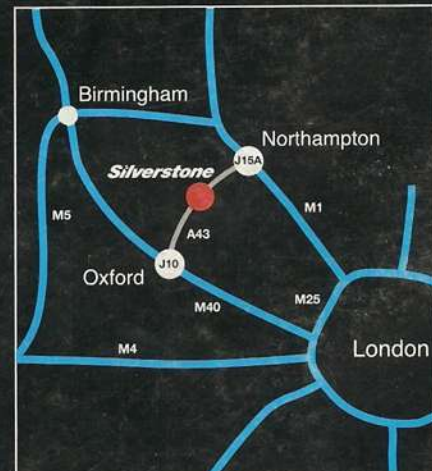 Birmingham
Northampton
J15A
Silverstone
M5
M1
A43
J10
Oxford
M25
M40
M4
London